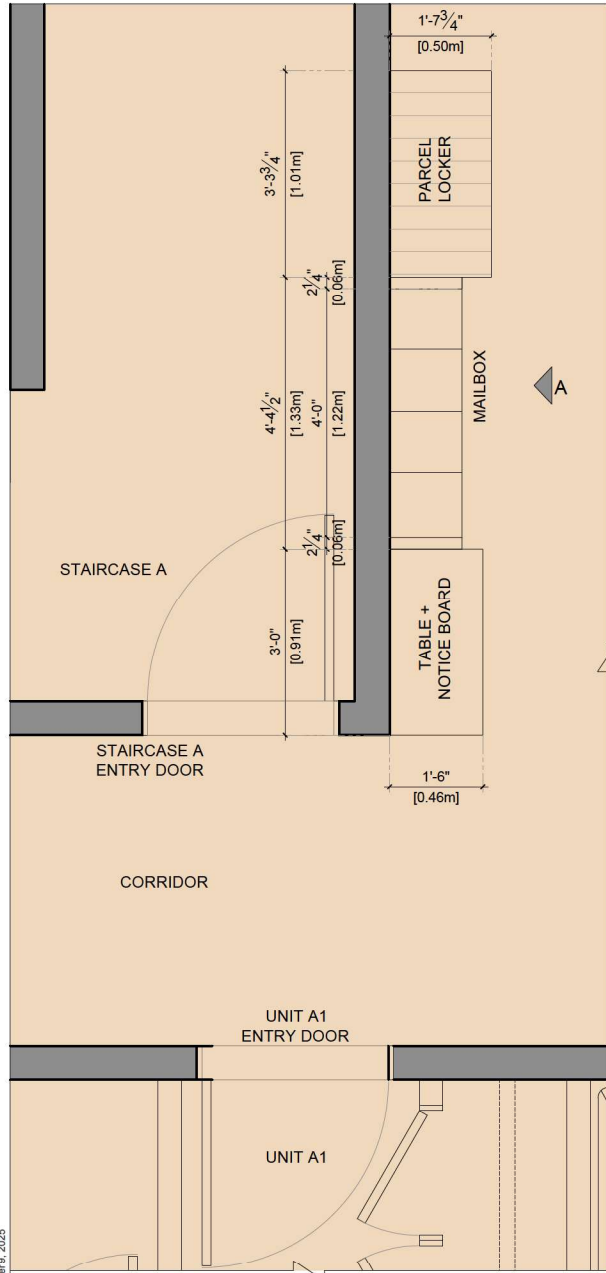 1'-7¾"
[0.50m]
3'-3¾"
[1.01m]
PARCEL
LOCKER
2¼"
[0.06m]
4'-4½"
[1.33m]
4'-0"
[1.22m]
MAILBOX
A
2¼"
[0.06m]
STAIRCASE A
3'-0"
[0.91m]
TABLE +
NOTICE BOARD
STAIRCASE A
ENTRY DOOR
1'-6"
[0.46m]
CORRIDOR
UNIT A1
ENTRY DOOR
UNIT A1
2025